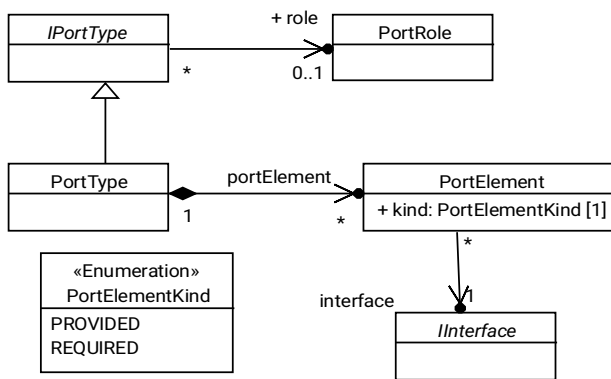 + role
IPortType
PortRole
*
0..1
PortType
portElement
PortElement
+ kind: PortElementKind [1]
1
*
*
«Enumeration»
PortElementKind
PROVIDED
REQUIRED
interface
1
IInterface